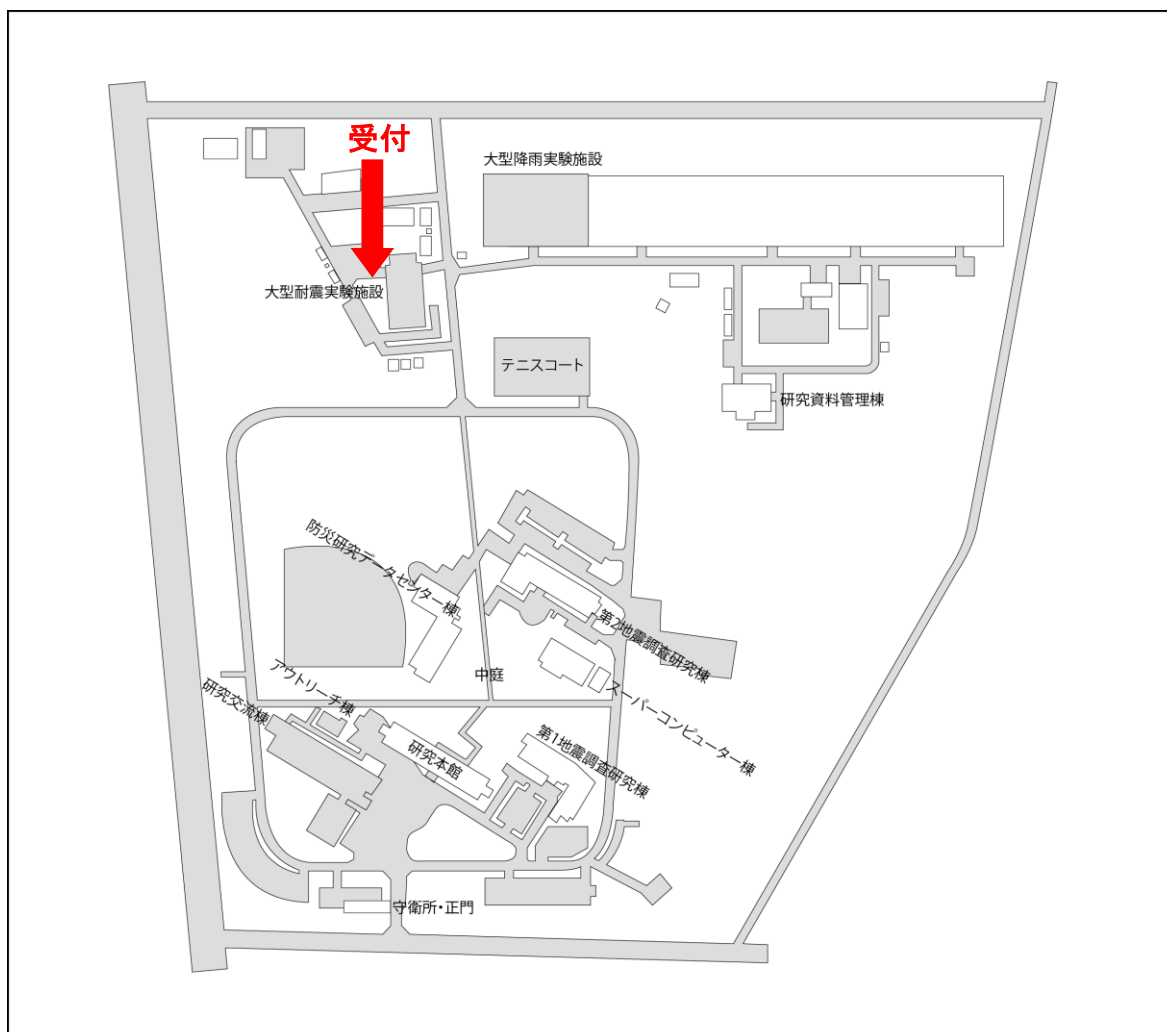 受付
大型降雨実験施設
大型耐震実験施設
テニスコート
研究資料管理棟
防災研究データセンター棟
第2地震調査研究棟
中庭
スーパーコンピューター棟
アウトリーチ棟
研究交流棟
研究本館
第1地震調査研究棟
守衛所・正門